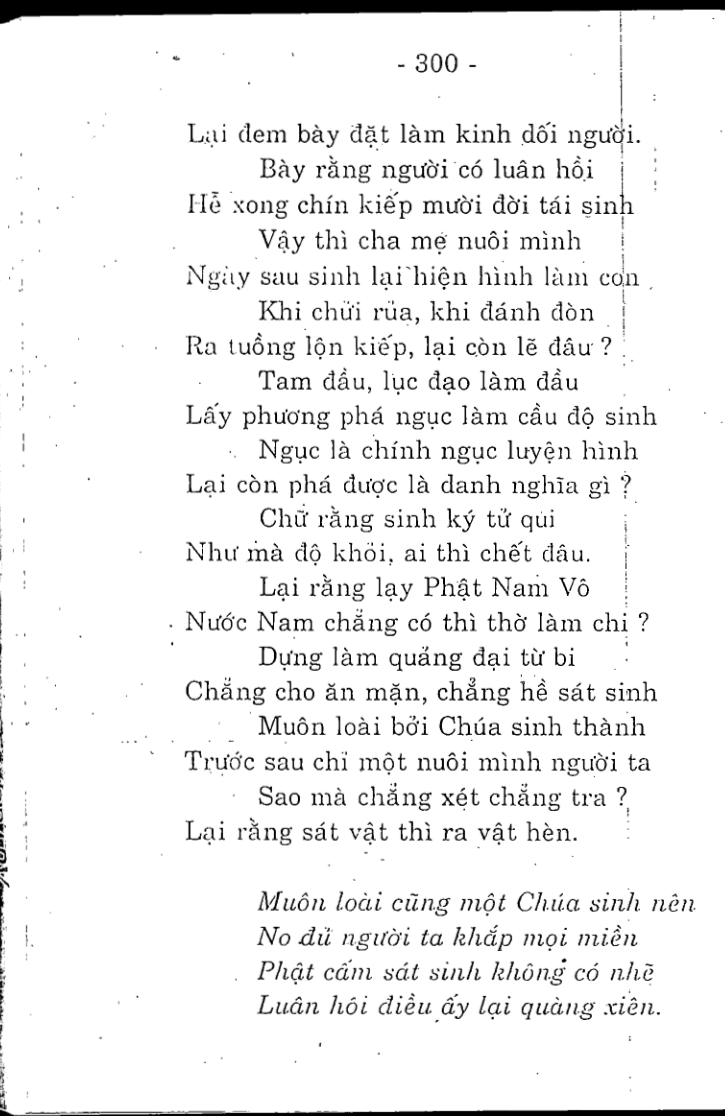 - 300 -
Lại đem bày đặt làm kinh dối người.
Bày rằng người có luân hồi
Hễ xong chín kiếp mười đời tái sinh
Vậy thì cha mẹ nuôi mình
Ngày sau sinh lại hiện hình làm con
Khi chửi rủa, khi đánh đòn
Ra tuồng lộn kiếp, lại còn lẽ đâu ?
Tam đầu, lục đạo làm đầu
Lấy phương phá ngục làm cầu độ sinh
Ngục là chính ngục luyện hình
Lại còn phá được là danh nghĩa gì ?
Chữ rằng sinh ký tử qui
Như mà độ khỏi, ai thì chết đâu.
Lại rằng lạy Phật Nam Vô
Nước Nam chẳng có thì thờ làm chi ?
Dựng làm quảng đại từ bi
Chẳng cho ăn mặn, chẳng hề sát sinh
Muôn loài bởi Chúa sinh thành
Trước sau chỉ một nuôi mình người ta
Sao mà chẳng xét chẳng tra ?
Lại rằng sát vật thì ra vật hèn.
Muôn loài cũng một Chúa sinh nên
No đủ người ta khắp mọi miền
Phật cấm sát sinh không có nhẽ
Luân hôi điều ấy lại quàng xiên.